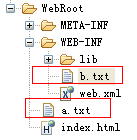 WebRoot
META-INF
WEB-INF
lib
b.txt
web.xml
a.txt
index.html